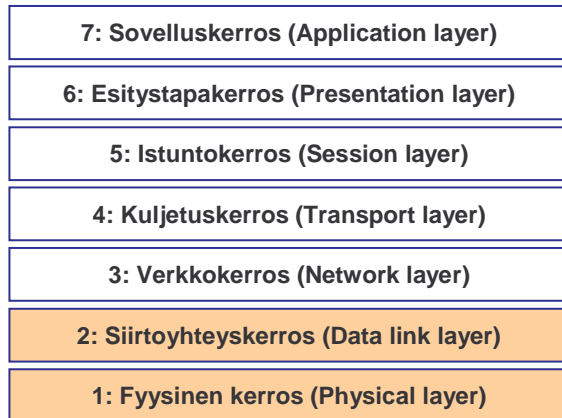 7: Sovelluskerros (Application layer)
6: Esitystapakerros (Presentation layer)
5: Istuntokerros (Session layer)
4: Kuljetuskerros (Transport layer)
3: Verkkokerros (Network layer)
2: Siirtoyhteyskerros (Data link layer)
1: Fyysinen kerros (Physical layer)